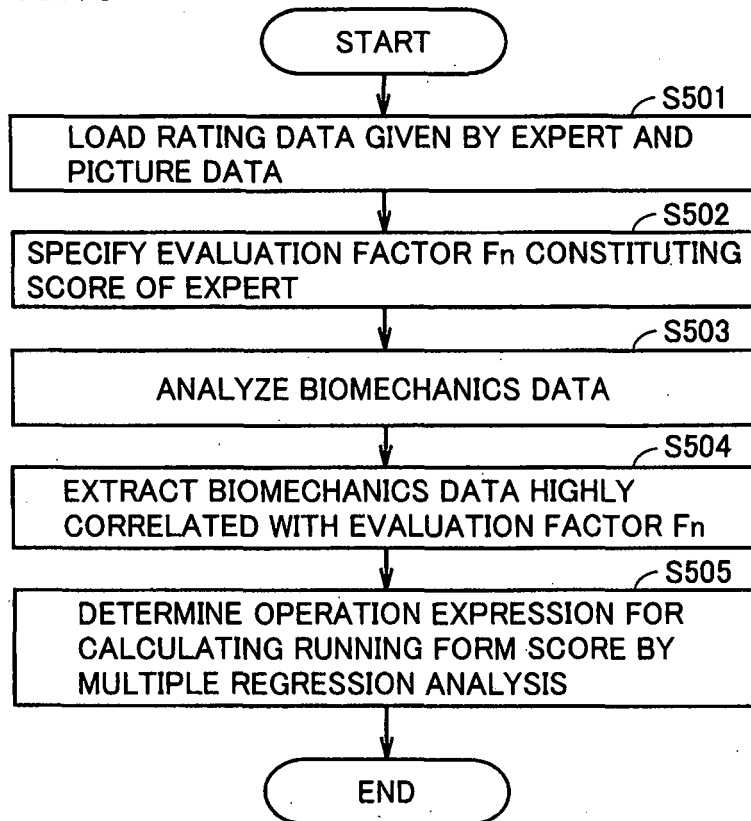 START
S501
LOAD RATING DATA GIVEN BY EXPERT AND
PICTURE DATA
S502
SPECIFY EVALUATION FACTOR Fn CONSTITUTING
SCORE OF EXPERT
S503
ANALYZE BIOMECHANICS DATA
S504
EXTRACT BIOMECHANICS DATA HIGHLY
CORRELATED WITH EVALUATION FACTOR Fn
S505
DETERMINE OPERATION EXPRESSION FOR
CALCULATING RUNNING FORM SCORE BY
MULTIPLE REGRESSION ANALYSIS
END